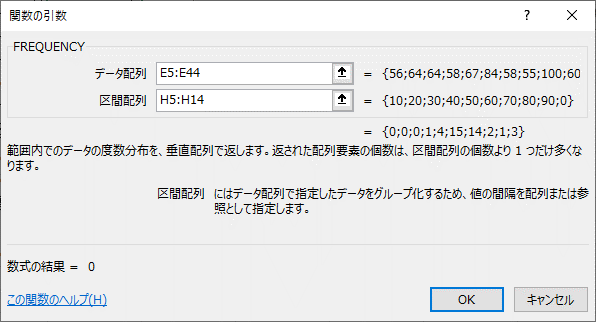 関数の引数
? ×
FREQUENCY
データ配列 E5:E44 = {56;64;64;58;67;84;58;55;100;60
区間配列 H5:H14 = {10;20;30;40;50;60;70;80;90;0}
= {0;0;0;1;4;15;14;2;1;3}
範囲内でのデータの度数分布を、垂直配列で返します。返された配列要素の個数は、区間配列の個数より 1 つだけ多くな
ります。
区間配列 にはデータ配列で指定したデータをグループ化するため、値の間隔を配列または参
照として指定します。
数式の結果 = 0
この関数のヘルプ(H)
OK キャンセル